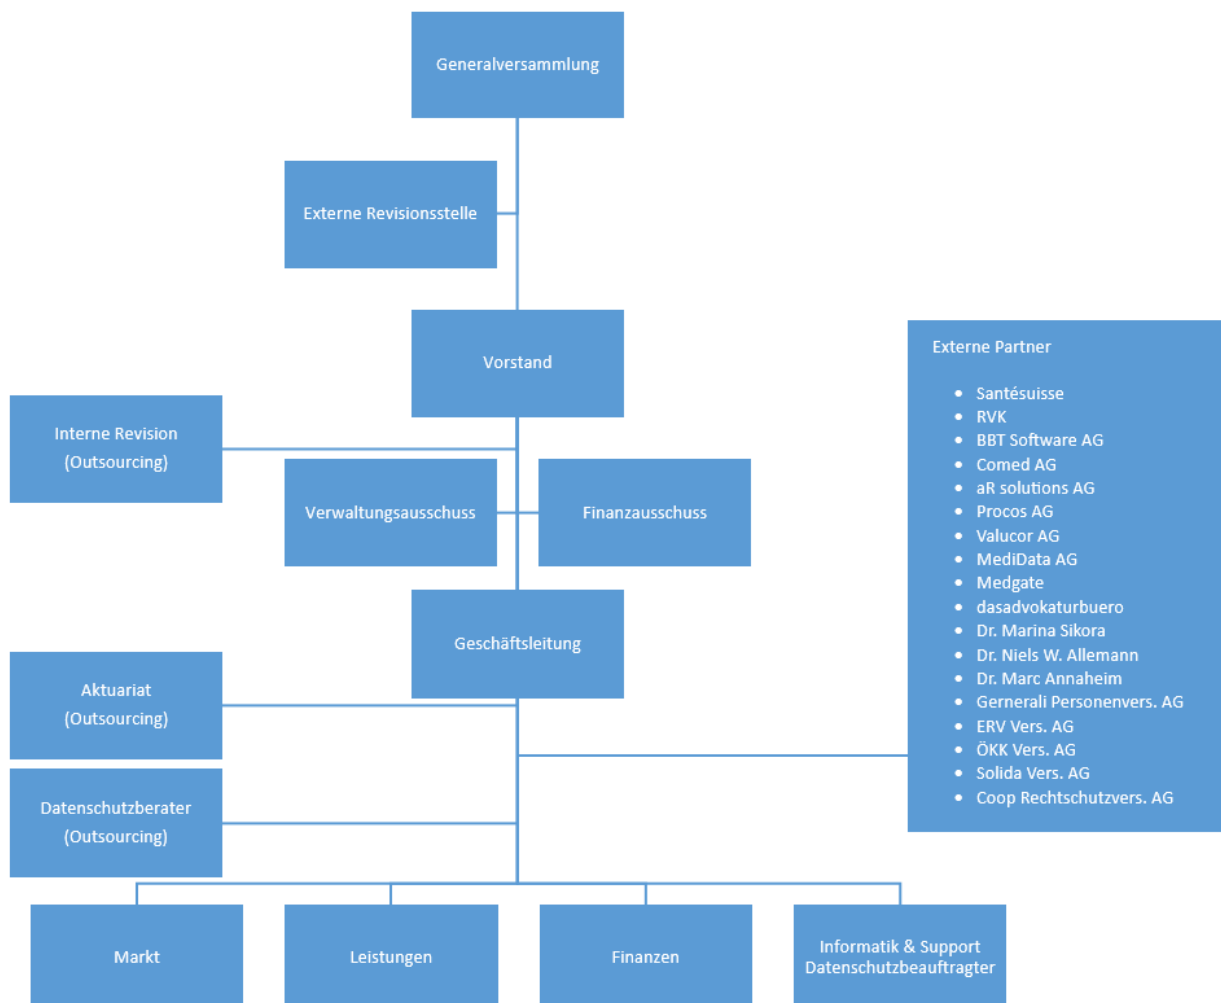 Generalversammlung
Externe Revisionsstelle
Vorstand
Interne Revision
(Outsourcing)
Verwaltungsausschuss
Finanzausschuss
Geschäftsleitung
Aktuariat
(Outsourcing)
Datenschutzberater
(Outsourcing)
Externe Partner
• Santésuisse
• RVK
• BBT Software AG
• Comed AG
• aR solutions AG
• Procos AG
• Valucor AG
• MediData AG
• Medgate
• dasadvokaturbuero
• Dr. Marina Sikora
• Dr. Niels W. Allemann
• Dr. Marc Annaheim
• Gernerali Personenvers. AG
• ERV Vers. AG
• ÖKK Vers. AG
• Solida Vers. AG
• Coop Rechtschutzvers. AG
Markt
Leistungen
Finanzen
Informatik & Support
Datenschutzbeauftragter